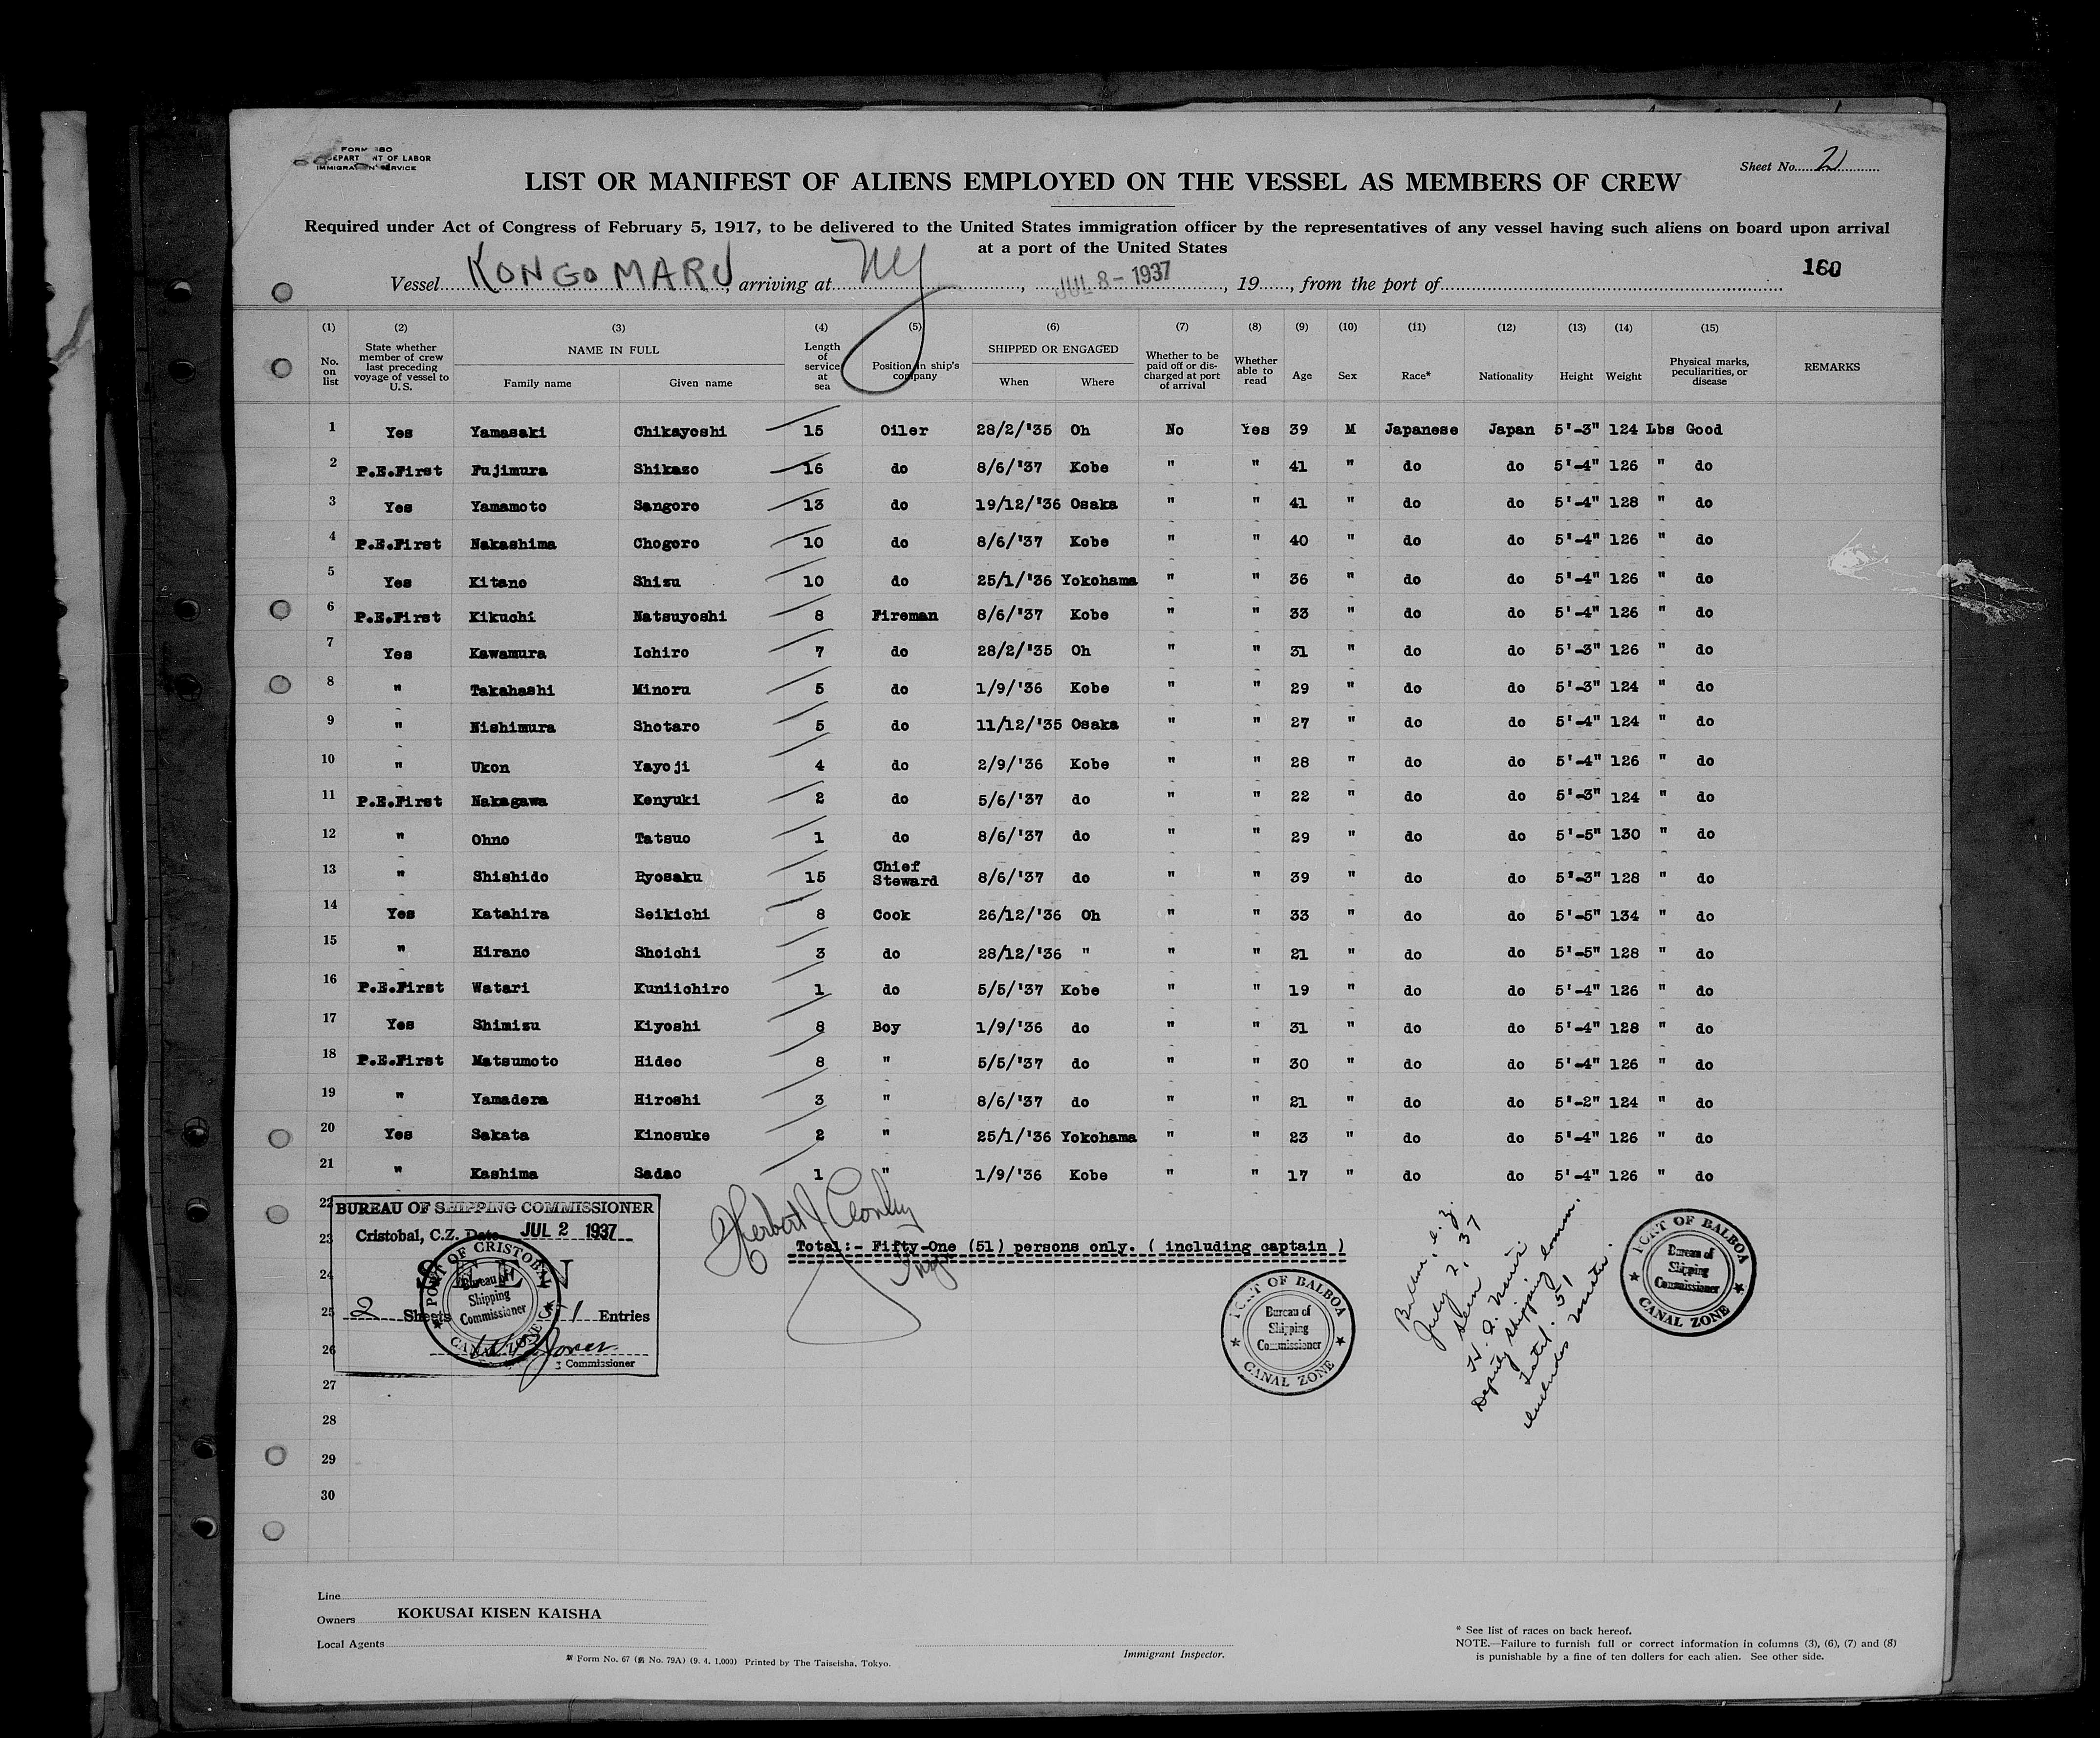 FORM 680
DEPARTMENT OF LABOR
IMMIGRATION SERVICE
Sheet No. 2
LIST OR MANIFEST OF ALIENS EMPLOYED ON THE VESSEL AS MEMBERS OF CREW
Required under Act of Congress of February 5, 1917, to be delivered to the United States immigration officer by the representatives of any vessel having such aliens on board upon arrival
at a port of the United States
160
Vessel KONGO MARU, arriving at NY, JUL 8 - 1937, 19......, from the port of
(1) (2) (3) (4) (5) (6) (7) (8) (9) (10) (11) (12) (13) (14) (15)
No. on list | State whether member of crew last preceding voyage of vessel to U.S. | NAME IN FULL Family name Given name | Length of service at sea | Position in ship's company | SHIPPED OR ENGAGED When Where | Whether to be paid off or discharged at port of arrival | Whether able to read | Age | Sex | Race* | Nationality | Height | Weight | Physical marks, peculiarities, or disease | REMARKS
1 Yes Yamasaki Chikayoshi 15 Oiler 28/2/'35 Oh No Yes 39 M Japanese Japan 5'-3" 124 Lbs Good
2 P.E.First Fujimura Shikazo 16 do 8/6/'37 Kobe " " 41 " do do 5'-4" 126 " do
3 Yes Yamamoto Sangoro 13 do 19/12/'36 Osaka " " 41 " do do 5'-4" 128 " do
4 P.E.First Nakashima Chogoro 10 do 8/6/'37 Kobe " " 40 " do do 5'-4" 126 " do
5 Yes Kitano Shizu 10 do 25/1/'36 Yokohama " " 36 " do do 5'-4" 126 " do
6 P.E.First Kikuchi Natsuyoshi 8 Fireman 8/6/'37 Kobe " " 33 " do do 5'-4" 126 " do
7 Yes Kawamura Ichiro 7 do 28/2/'35 Oh " " 31 " do do 5'-3" 126 " do
8 " Takahashi Minoru 5 do 1/9/'36 Kobe " " 29 " do do 5'-3" 124 " do
9 " Nishimura Shotaro 5 do 11/12/'35 Osaka " " 27 " do do 5'-4" 124 " do
10 " Ukon Yayoji 4 do 2/9/'36 Kobe " " 28 " do do 5'-4" 126 " do
11 P.E.First Nakagawa Kenyuki 2 do 5/6/'37 do " " 22 " do do 5'-3" 124 " do
12 " Ohno Tatsuo 1 do 8/6/'37 do " " 29 " do do 5'-5" 130 " do
13 " Shishido Ryosaku 15 Chief Steward 8/6/'37 do " " 39 " do do 5'-3" 128 " do
14 Yes Katahira Seikichi 8 Cook 26/12/'36 Oh " " 33 " do do 5'-5" 134 " do
15 " Hirano Shoichi 3 do 28/12/'36 " " " 21 " do do 5'-5" 128 " do
16 P.E.First Watari Kuniichiro 1 do 5/5/'37 Kobe " " 19 " do do 5'-4" 126 " do
17 Yes Shimizu Kiyoshi 8 Boy 1/9/'36 do " " 31 " do do 5'-4" 128 " do
18 P.E.First Matsumoto Hideo 8 " 5/5/'37 do " " 30 " do do 5'-4" 126 " do
19 " Yamadera Hiroshi 3 " 8/6/'37 do " " 21 " do do 5'-2" 124 " do
20 Yes Sakata Kinosuke 2 " 25/1/'36 Yokohama " " 23 " do do 5'-4" 126 " do
21 " Kashima Sadao 1 " 1/9/'36 Kobe " " 17 " do do 5'-4" 126 " do
22
23
24
25
26
27
28
29
30
BUREAU OF SHIPPING COMMISSIONER
Cristobal, C.Z. Date JUL 2 1937
SEEN
2 Sheets 51 Entries
Commissioner
PORT OF CRISTOBAL
Bureau of
Shipping
Commissioner
CANAL ZONE
Herbert J.
Total:- Fifty-One (51) persons only. ( including captain )
PORT OF BALBOA
Bureau of
Shipping
Commissioner
CANAL ZONE
Balboa, C.Z.
July 2, 37
Seen
Deputy Shipping Comm.
Total. 51
includes master.
PORT OF BALBOA
Bureau of
Shipping
Commissioner
CANAL ZONE
Line
Owners KOKUSAI KISEN KAISHA
Local Agents
Immigrant Inspector.
Form No. 67 (舊 No. 79A) (9. 4. 1,000) Printed by The Taiseisha, Tokyo.
* See list of races on back hereof.
NOTE.—Failure to furnish full or correct information in columns (3), (6), (7) and (8)
is punishable by a fine of ten dollars for each alien. See other side.